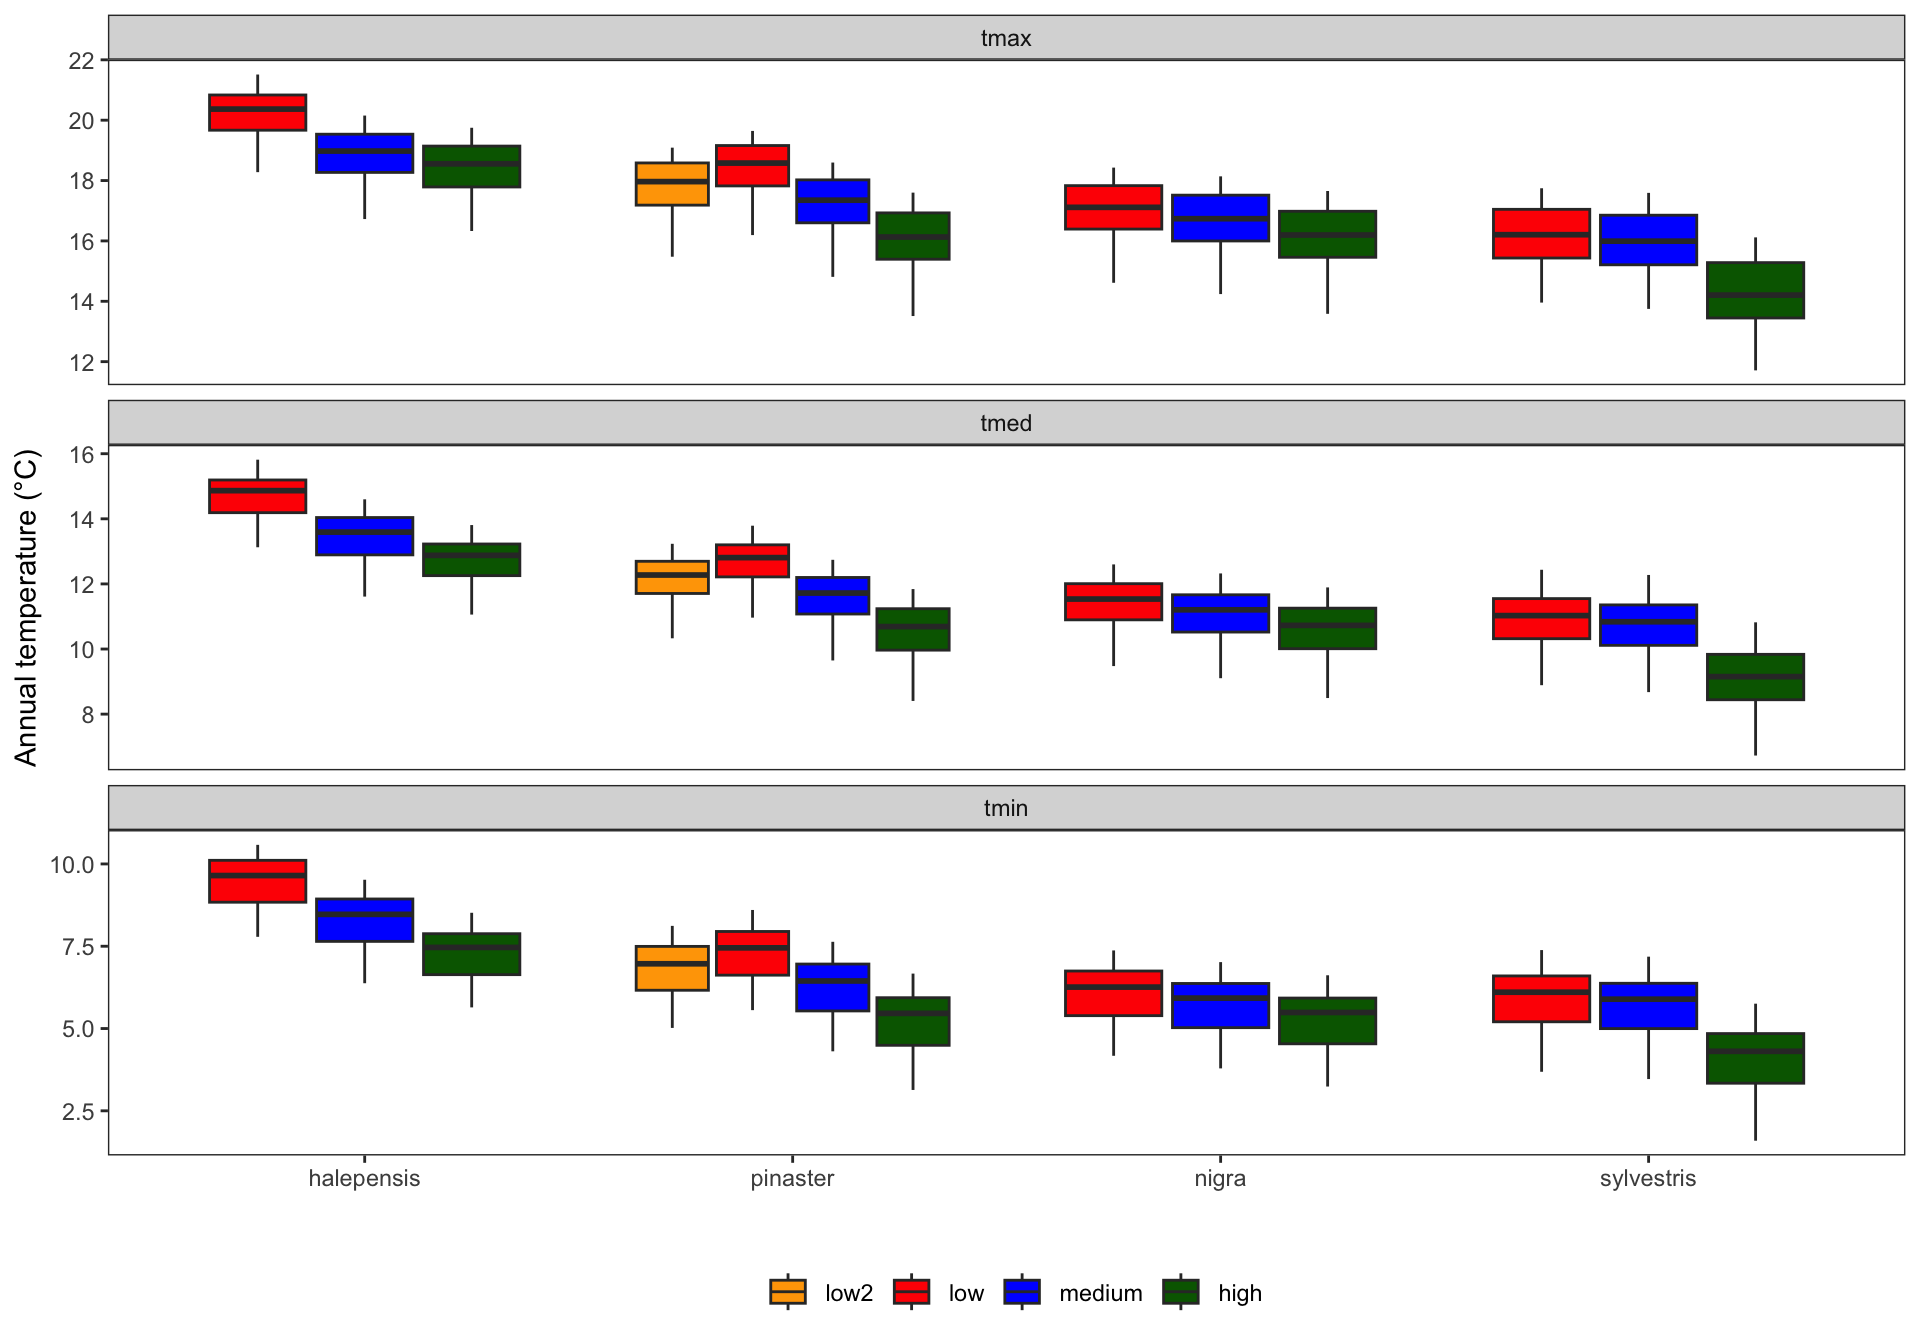 tmax
22
20
18
16
14
12
tmed
16
14
12
10
8
Annual temperature (°C)
tmin
10.0
7.5
5.0
2.5
halepensis pinaster nigra sylvestris
low2 low medium high